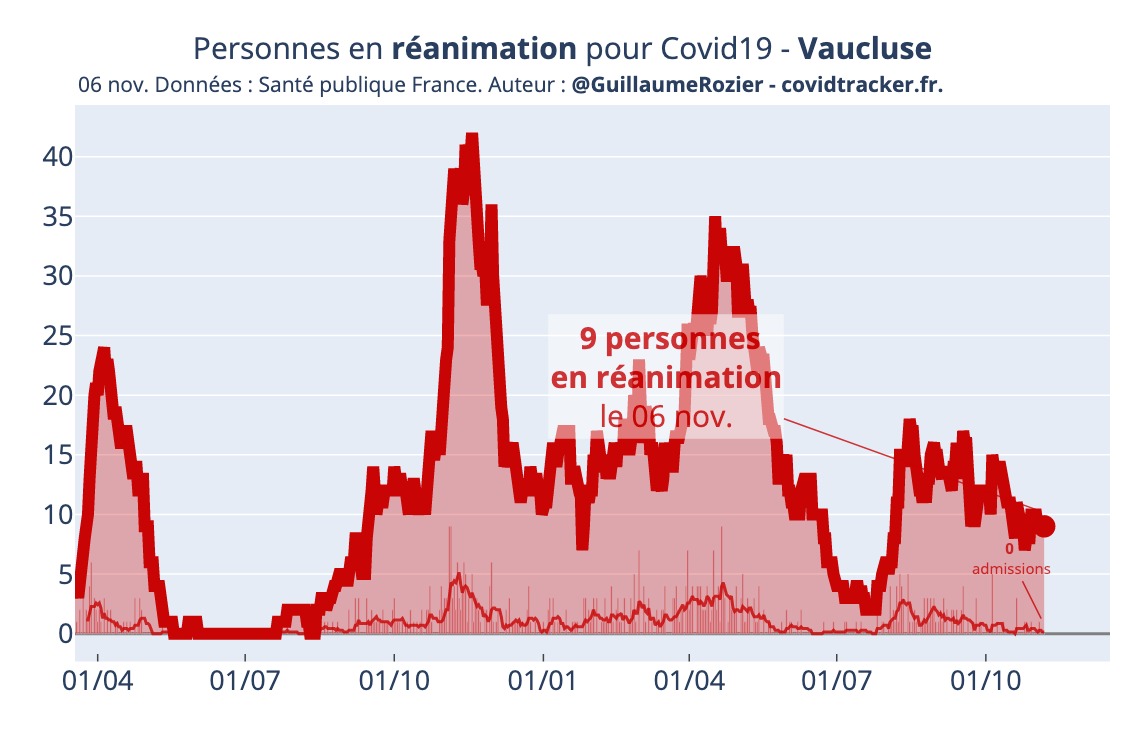 Personnes en réanimation pour Covid19 - Vaucluse
06 nov. Données : Santé publique France. Auteur : @GuillaumeRozier - covidtracker.fr.
40
35
30
25
20
15
10
5
0
9 personnes
en réanimation
le 06 nov.
0
admissions
01/04
01/07
01/10
01/01
01/04
01/07
01/10